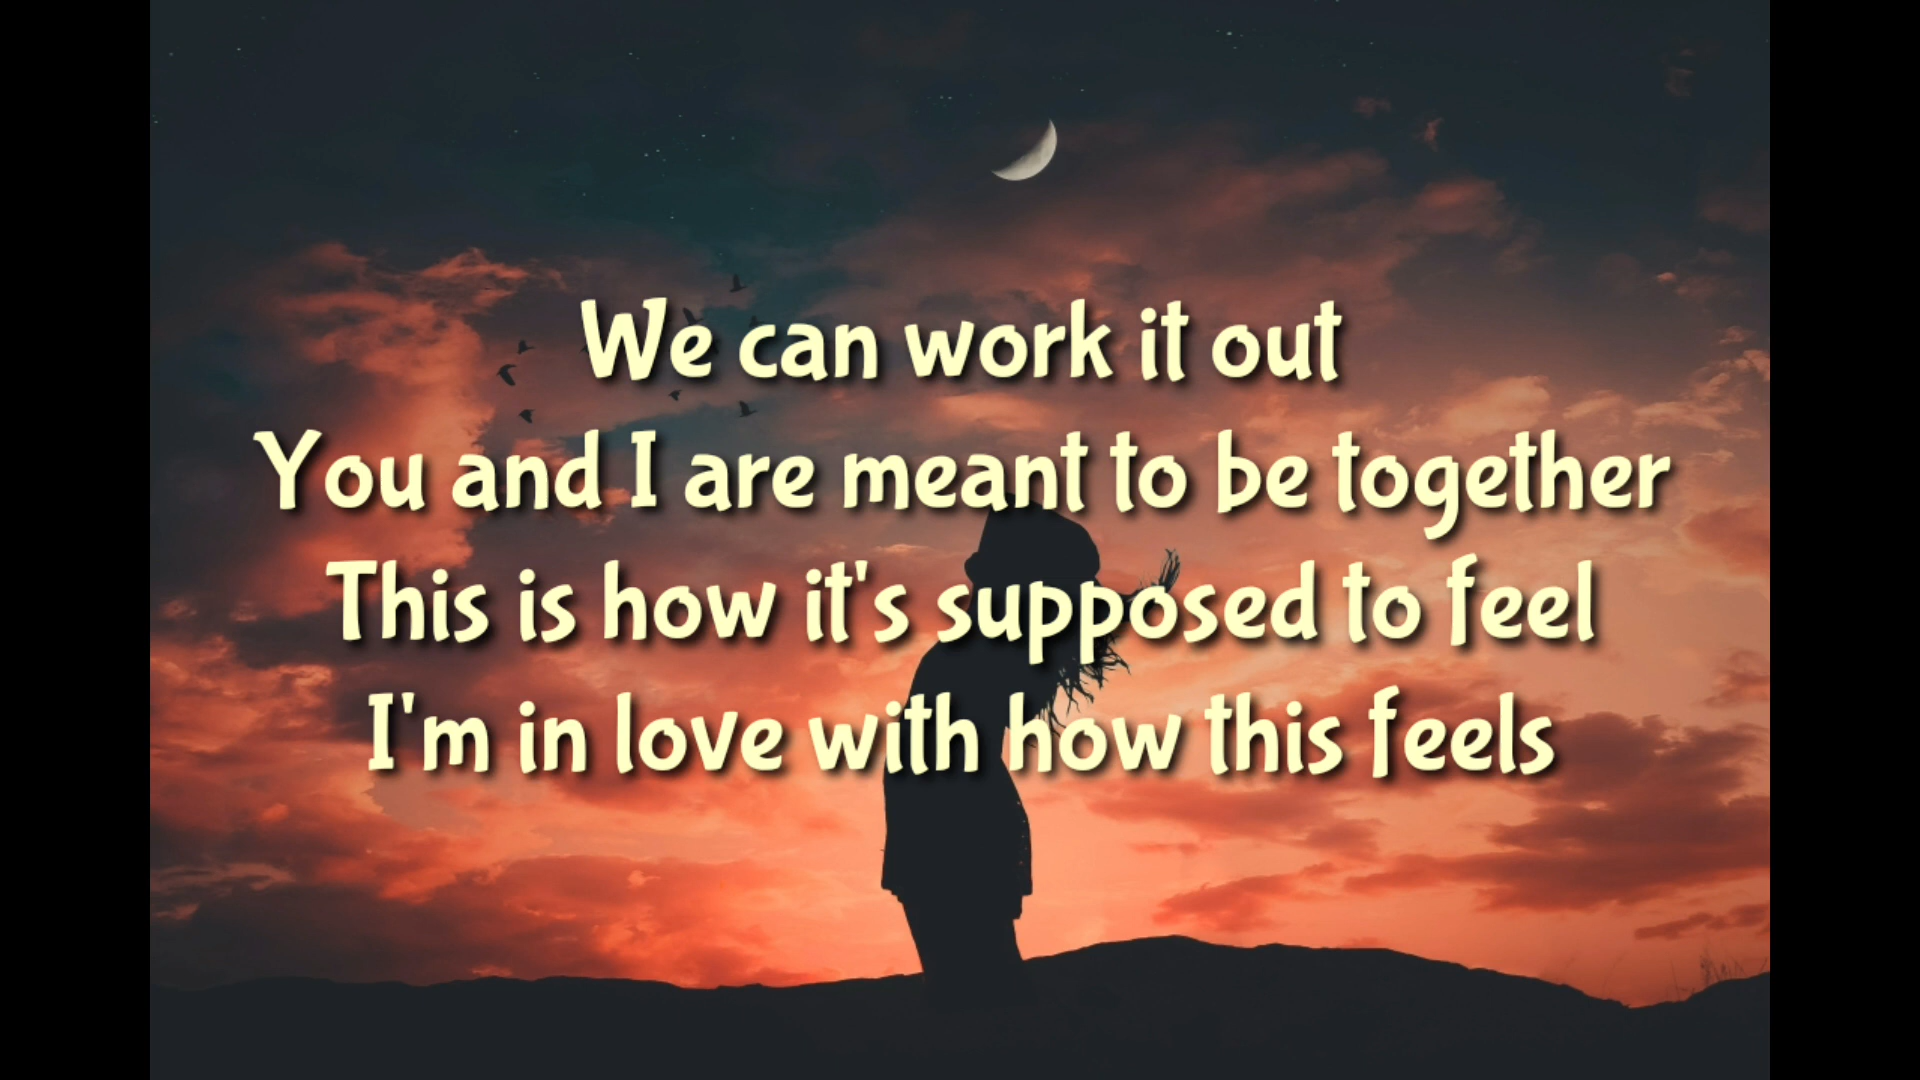 We can work it out
You and I are meant to be together
This is how it's supposed to feel
I'm in love with how this feels